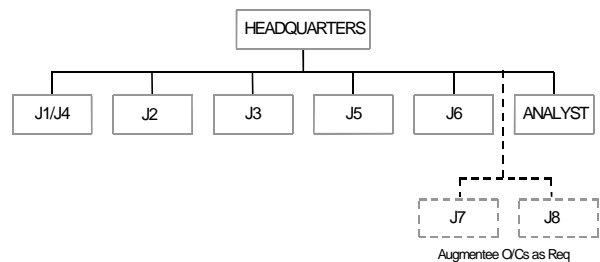 HEADQUARTERS
J1/J4 J2 J3 J5 J6 ANALYST
J7 J8
Augmentee O/Cs as Req